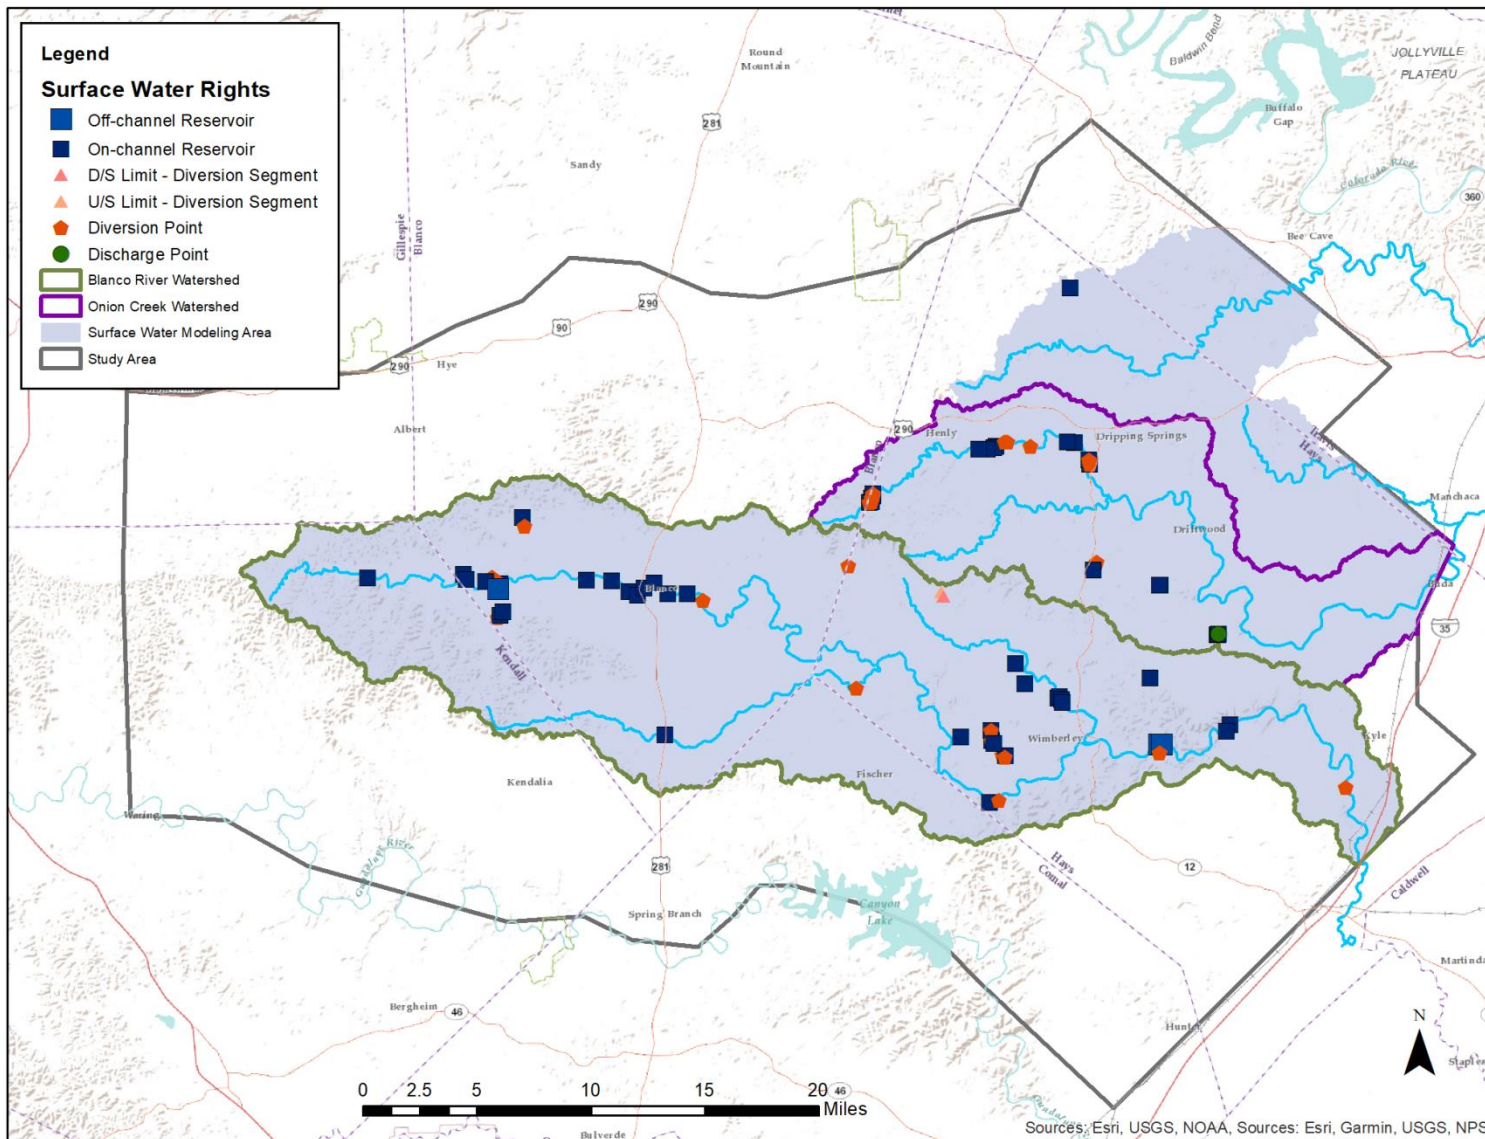 Legend
Surface Water Rights
Off-channel Reservoir
On-channel Reservoir
D/S Limit - Diversion Segment
U/S Limit - Diversion Segment
Diversion Point
Discharge Point
Blanco River Watershed
Onion Creek Watershed
Surface Water Modeling Area
Study Area
Round
Mountain
281
Sandy
Gillespie
Blanco
290
90
290
Hye
Albert
Baldwin Bend
JOLLYVILLE
PLATEAU
Buffalo
Gap
Colorado River
360
Bee Cave
290
Henly
Blanco
Dripping Springs
Travis
Hays
Manchaca
Driftwood
Buda
35
Blanco
Kendall
Wimberley
Kyle
Fischer
Kendalia
Waring
Guadalupe River
281
Spring Branch
Canyon
Lake
Hays
Comal
12
Caldwell
Bergheim
46
Hunter
N
0 2.5 5 10 15 20
Miles
46
Bulverde
Sources: Esri, USGS, NOAA, Sources: Esri, Garmin, USGS, NPS